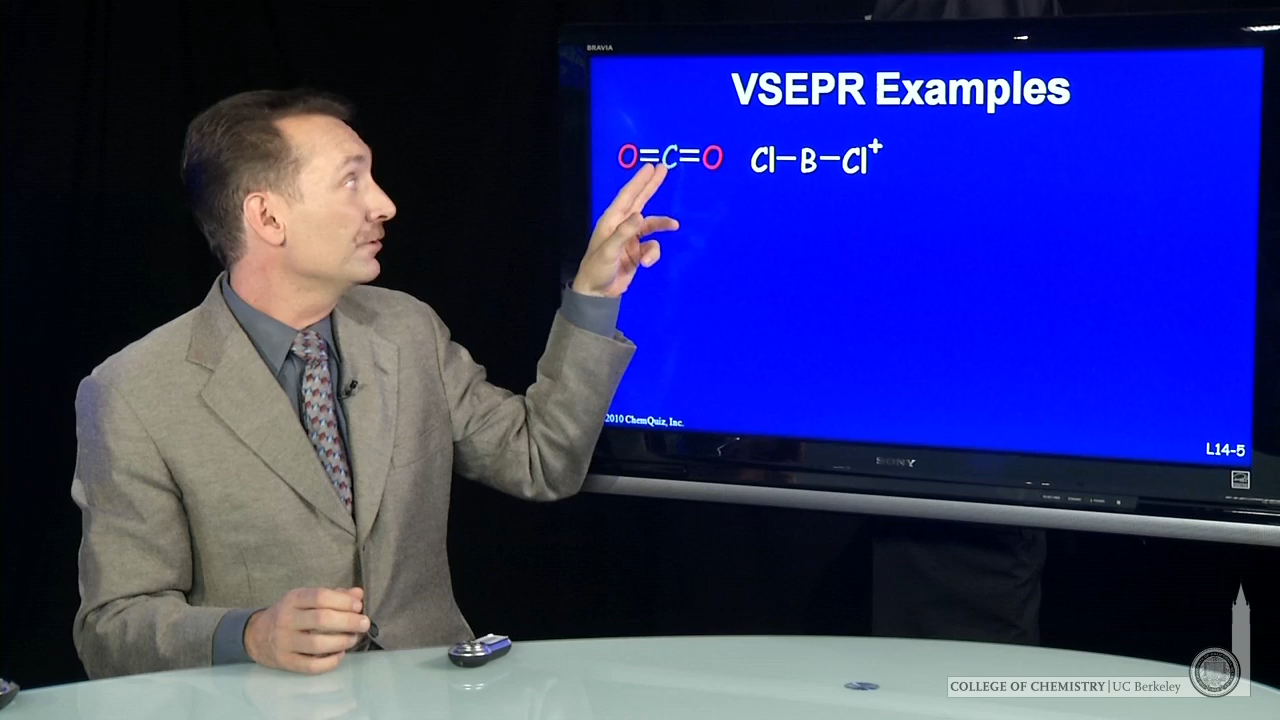 BRAVIA
VSEPR Examples
O=C=O Cl–B–Cl⁺
2010 ChemQuiz, Inc.
L14-5
SONY
COLLEGE OF CHEMISTRY | UC Berkeley